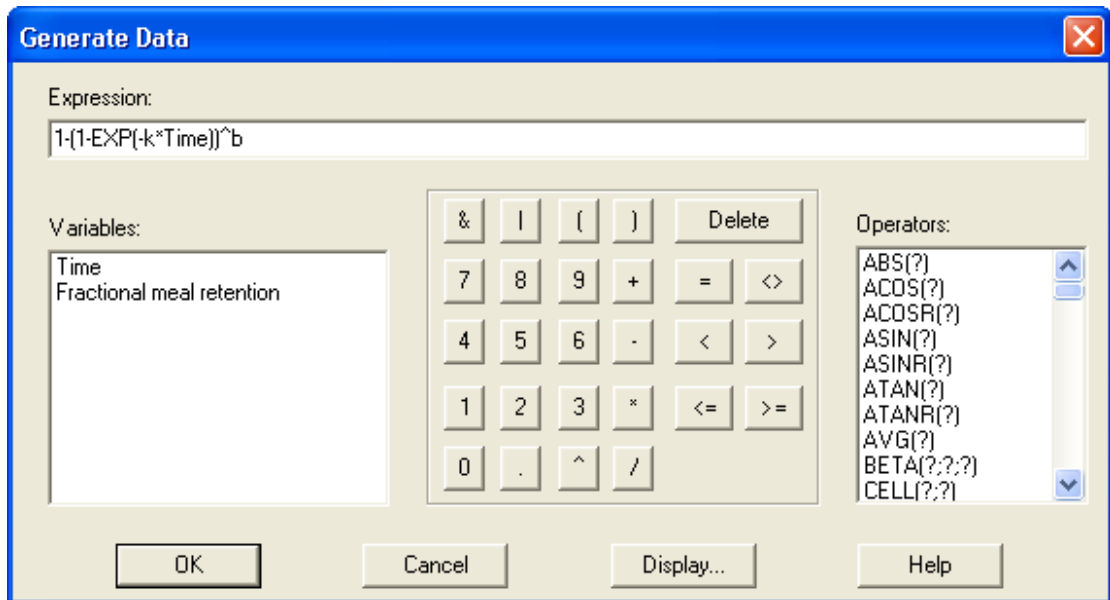 Generate Data
Expression:
1-(1-EXP(-k*Time))^b
Variables:
Time
Fractional meal retention
& | ( ) Delete
7 8 9 + = <>
4 5 6 - < >
1 2 3 * <= >=
0 . ^ /
Operators:
ABS(?)
ACOS(?)
ACOSR(?)
ASIN(?)
ASINR(?)
ATAN(?)
ATANR(?)
AVG(?)
BETA(?;?;?)
CELL(?;?)
OK Cancel Display... Help